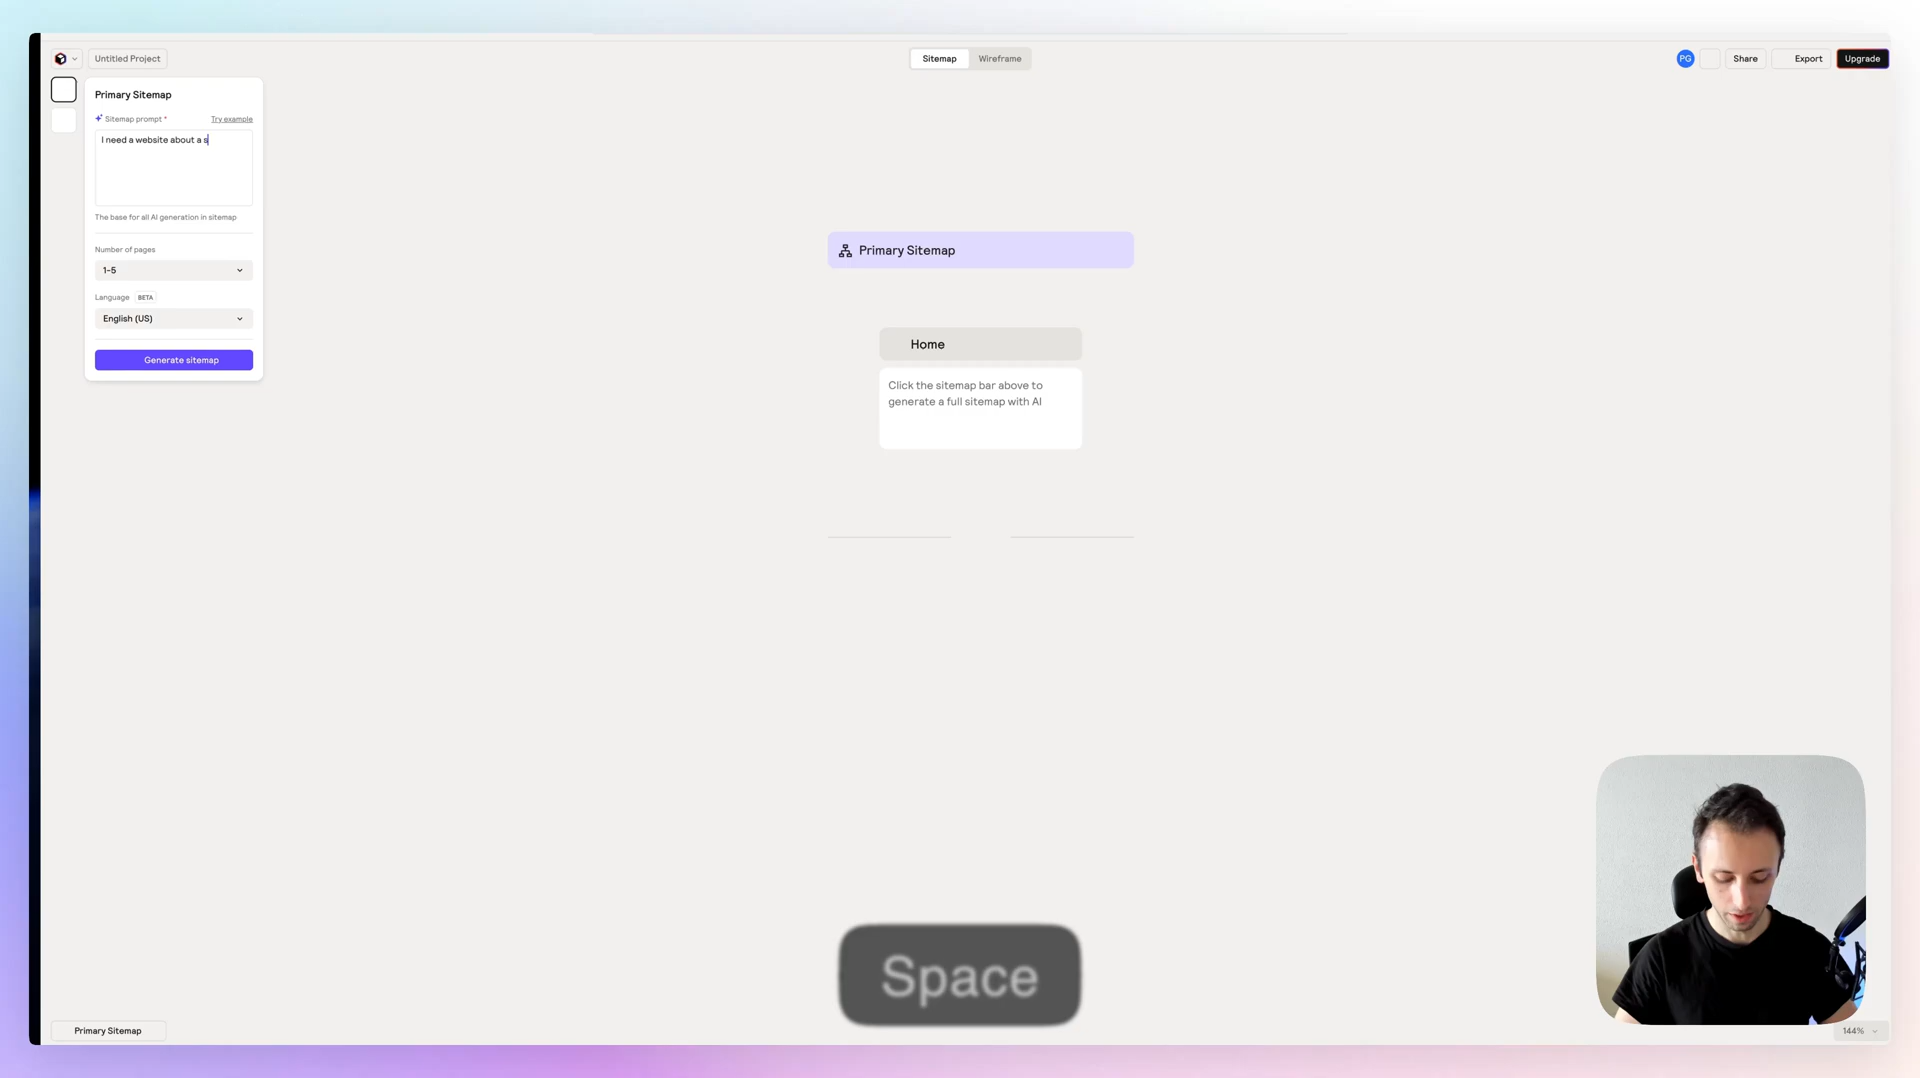 Untitled Project
Sitemap
Wireframe
PG
Share
Export
Upgrade
Primary Sitemap
Sitemap prompt *
Try example
I need a website about a s
The base for all AI generation in sitemap
Number of pages
1-5
Language
BETA
English (US)
Generate sitemap
Primary Sitemap
Home
Click the sitemap bar above to
generate a full sitemap with AI
Space
Primary Sitemap
144%